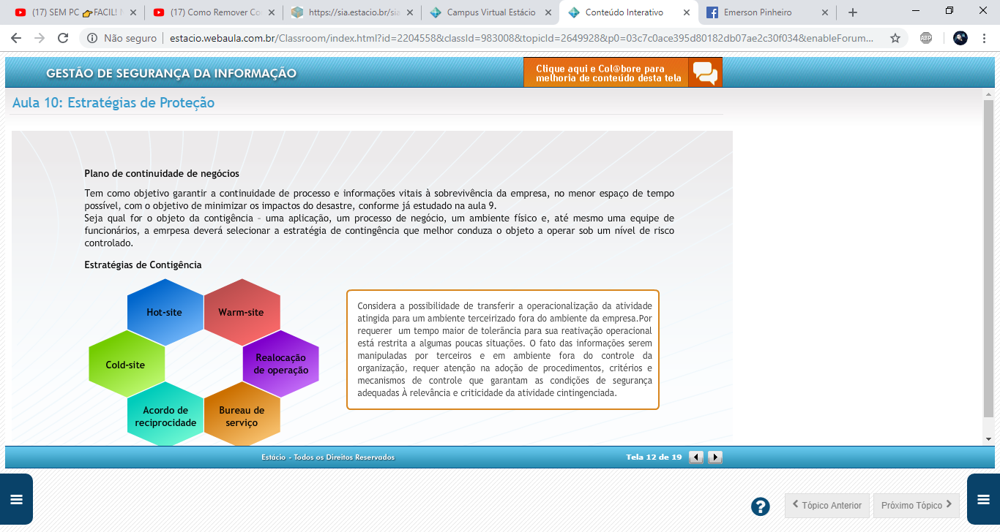 (17) SEM PC 👉FACIL! N
(17) Como Remover Co
https://sia.estacio.br/sia
Campus Virtual Estácio
Conteúdo Interativo
Emerson Pinheiro
Não seguro | estacio.webaula.com.br/Classroom/index.html?id=2204558&classId=983008&topicId=2649928&p0=03c7c0ace395d80182db07ae2c30f034&enableForum...
ABP
GESTÃO DE SEGURANÇA DA INFORMAÇÃO
Clique aqui e Col@bore para
melhoria de conteúdo desta tela
Aula 10: Estratégias de Proteção
Plano de continuidade de negócios
Tem como objetivo garantir a continuidade de processo e informações vitais à sobrevivência da empresa, no menor espaço de tempo
possível, com o objetivo de minimizar os impactos do desastre, conforme já estudado na aula 9.
Seja qual for o objeto da contigência – uma aplicação, um processo de negócio, um ambiente físico e, até mesmo uma equipe de
funcionários, a emrpesa deverá selecionar a estratégia de contingência que melhor conduza o objeto a operar sob um nível de risco
controlado.
Estratégias de Contigência
Hot-site
Warm-site
Cold-site
Realocação
de operação
Acordo de
reciprocidade
Bureau de
serviço
Considera a possibilidade de transferir a operacionalização da atividade
atingida para um ambiente terceirizado fora do ambiente da empresa.Por
requerer um tempo maior de tolerância para sua reativação operacional
está restrita a algumas poucas situações. O fato das informações serem
manipuladas por terceiros e em ambiente fora do controle da
organização, requer atenção na adoção de procedimentos, critérios e
mecanismos de controle que garantam as condições de segurança
adequadas À relevância e criticidade da atividade cintingenciada.
Estácio - Todos os Direitos Reservados
Tela 12 de 19
?
Tópico Anterior
Próximo Tópico